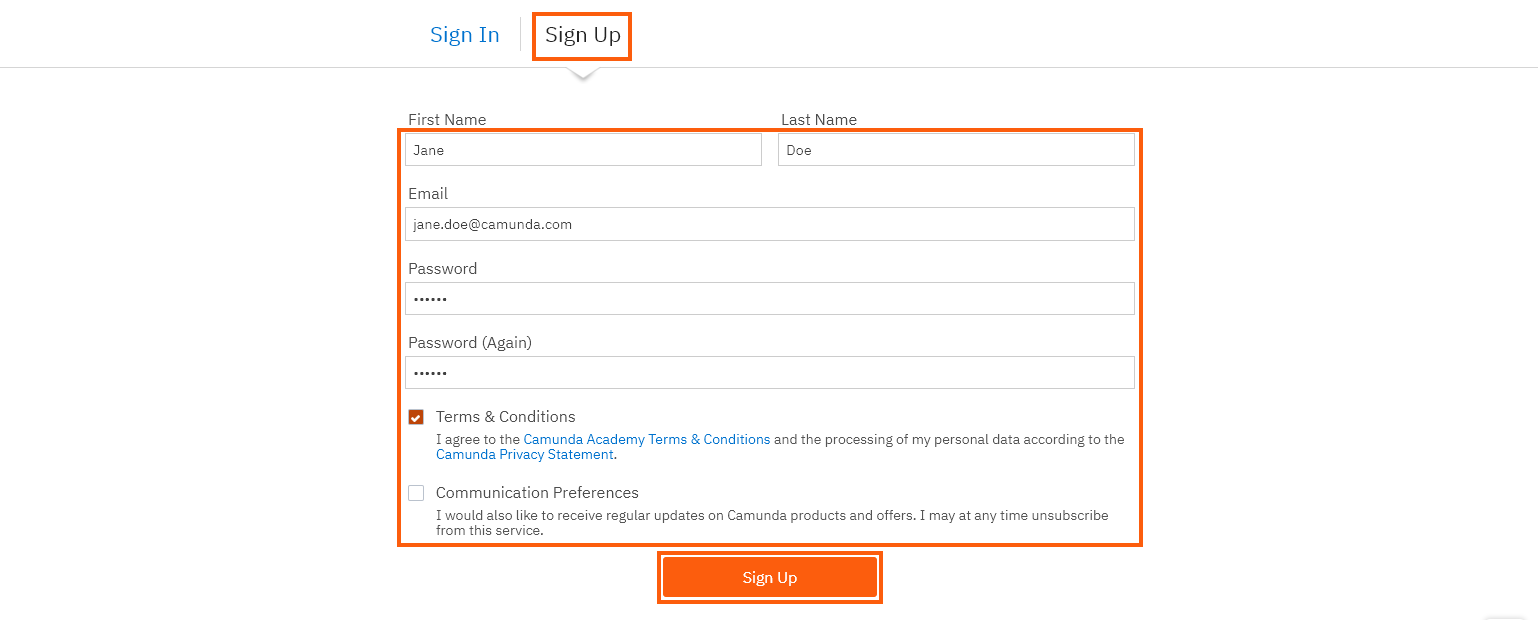 Sign In
Sign Up
First Name
Last Name
Jane
Doe
Email
jane.doe@camunda.com
Password
••••••
Password (Again)
••••••
Terms & Conditions
I agree to the Camunda Academy Terms & Conditions and the processing of my personal data according to the
Camunda Privacy Statement.
Communication Preferences
I would also like to receive regular updates on Camunda products and offers. I may at any time unsubscribe
from this service.
Sign Up